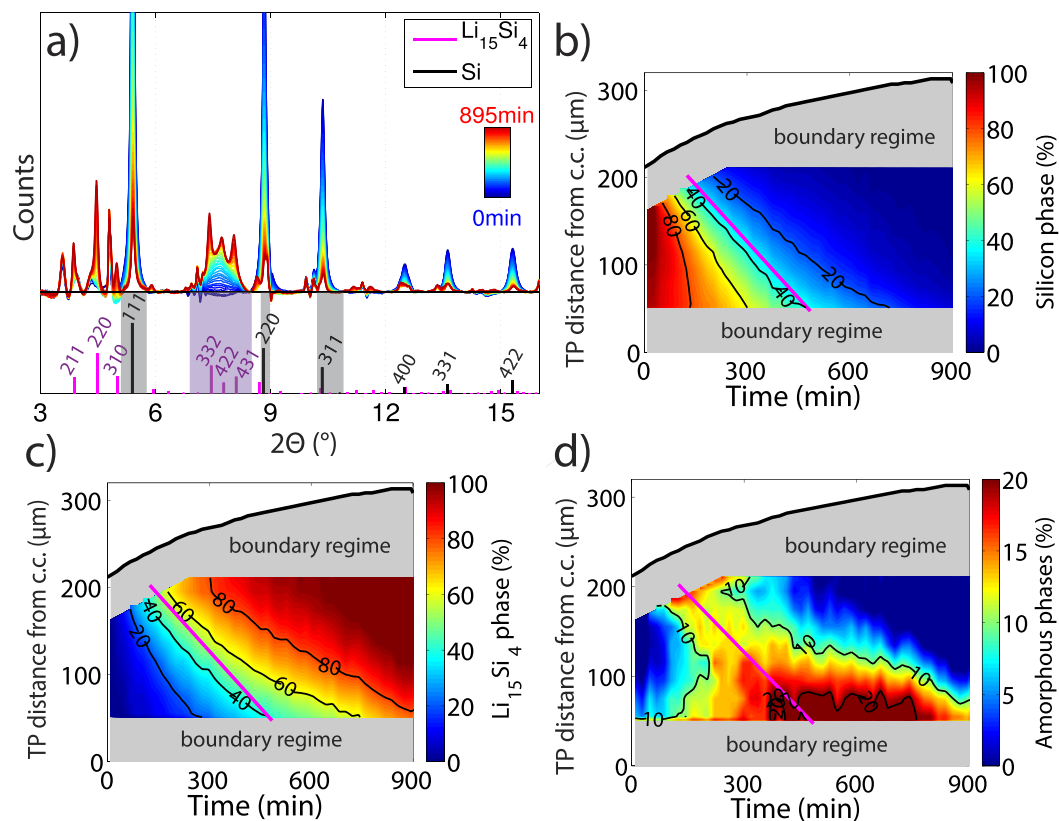 a)
Li15Si4
Si
895min
0min
Counts
211
220
310
111
332
422
431
220
311
400
331
422
3 6 9 12 15
2Θ (°)
b)
TP distance from c.c. (μm)
300
200
100
0
boundary regime
80
60
40
20
40
20
boundary regime
0 300 600 900
Time (min)
100
80
60
40
20
0
Silicon phase (%)
c)
TP distance from c.c. (μm)
300
200
100
0
boundary regime
20
40
60
80
40
60
80
boundary regime
0 300 600 900
Time (min)
100
80
60
40
20
0
Li15Si4 phase (%)
d)
TP distance from c.c. (μm)
300
200
100
0
boundary regime
10
10
10
10
20
20
boundary regime
0 300 600 900
Time (min)
20
15
10
5
0
Amorphous phases (%)